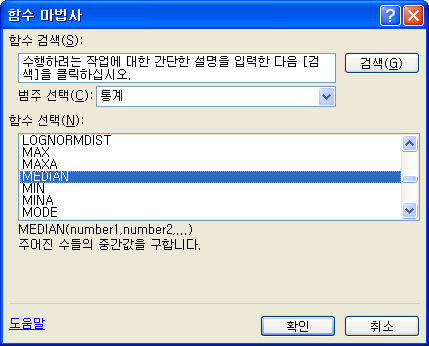 함수 마법사
함수 검색(S):
수행하려는 작업에 대한 간단한 설명을 입력한 다음 [검
색]을 클릭하십시오.
검색(G)
범주 선택(C): 통계
함수 선택(N):
LOGNORMDIST
MAX
MAXA
MEDIAN
MIN
MINA
MODE
MEDIAN(number1,number2,...)
주어진 수들의 중간값을 구합니다.
도움말
확인
취소